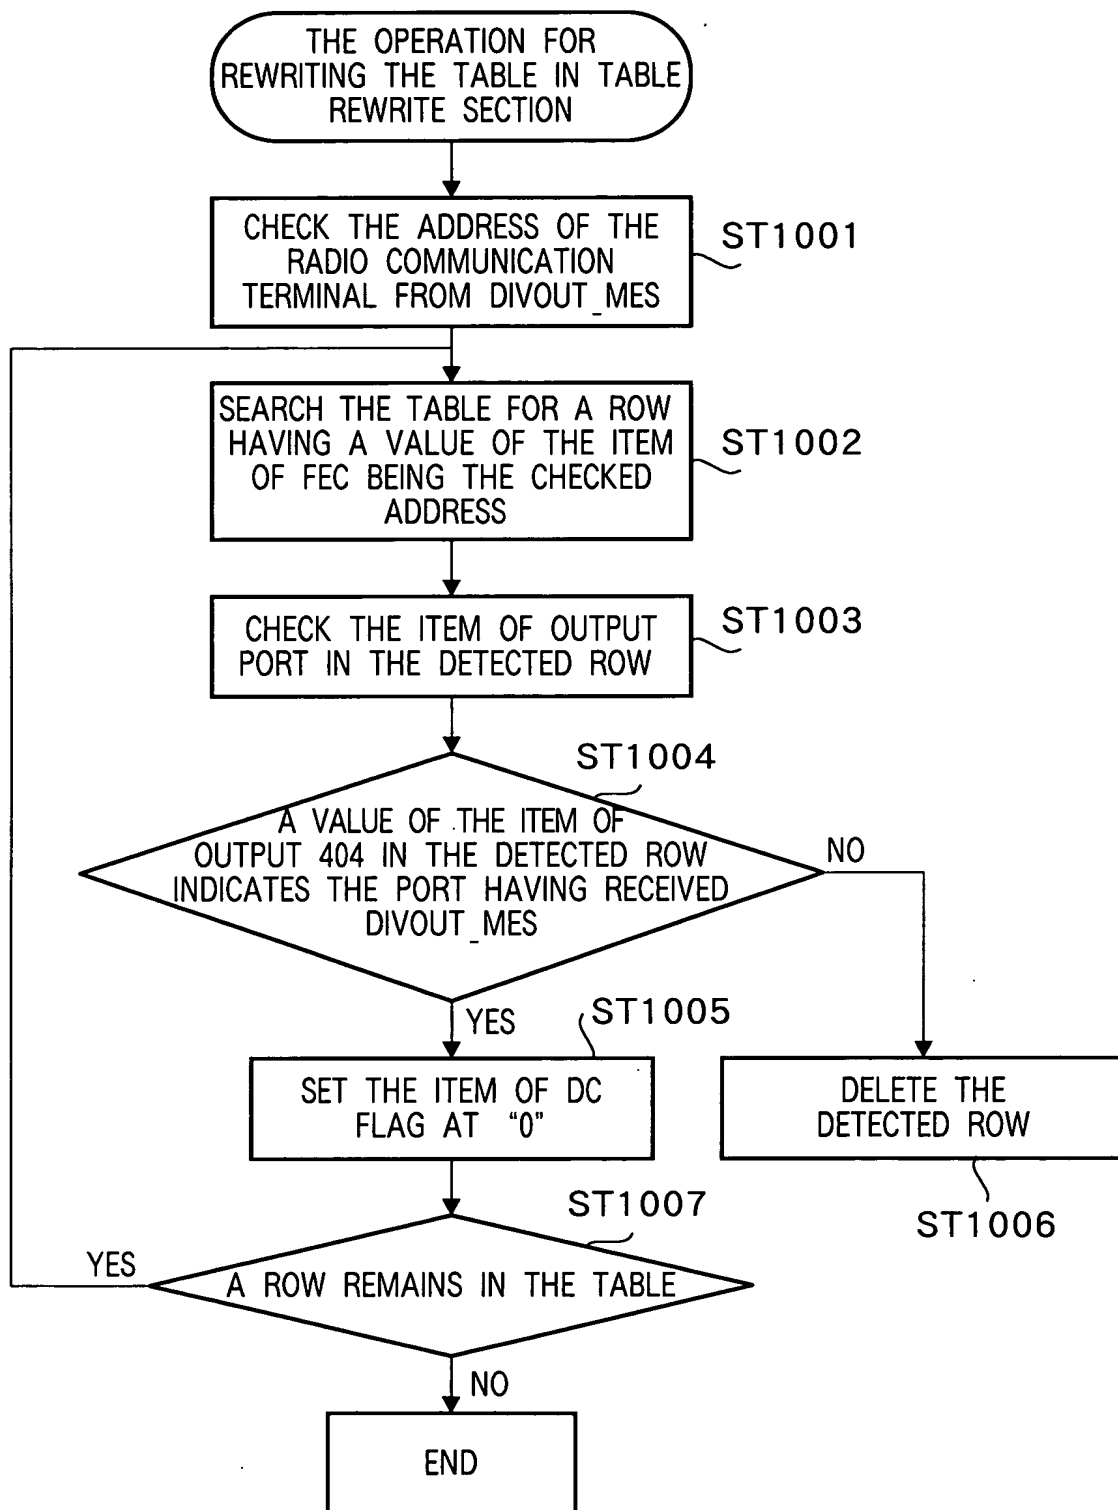 THE OPERATION FOR
REWRITING THE TABLE IN TABLE
REWRITE SECTION
CHECK THE ADDRESS OF THE
RADIO COMMUNICATION
TERMINAL FROM DIVOUT_MES
ST1001
SEARCH THE TABLE FOR A ROW
HAVING A VALUE OF THE ITEM
OF FEC BEING THE CHECKED
ADDRESS
ST1002
CHECK THE ITEM OF OUTPUT
PORT IN THE DETECTED ROW
ST1003
ST1004
A VALUE OF THE ITEM OF
OUTPUT 404 IN THE DETECTED ROW
INDICATES THE PORT HAVING RECEIVED
DIVOUT_MES
NO
YES
ST1005
SET THE ITEM OF DC
FLAG AT "0"
DELETE THE
DETECTED ROW
ST1006
ST1007
YES
A ROW REMAINS IN THE TABLE
NO
END